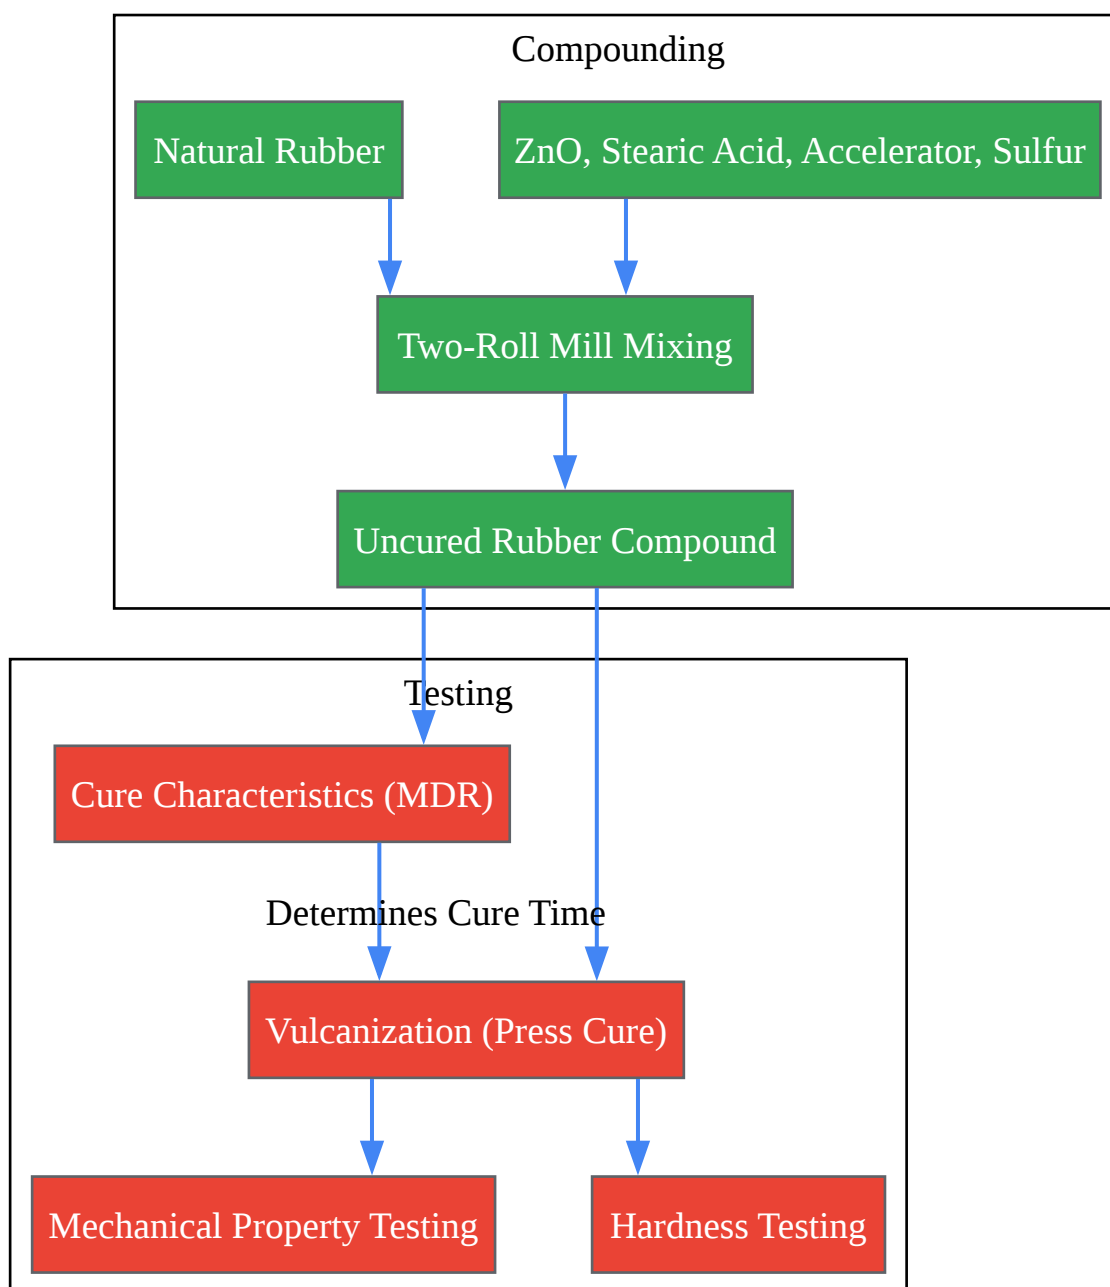 Compounding
Natural Rubber
ZnO, Stearic Acid, Accelerator, Sulfur
Two-Roll Mill Mixing
Uncured Rubber Compound
Testing
Cure Characteristics (MDR)
Determines Cure Time
Vulcanization (Press Cure)
Mechanical Property Testing
Hardness Testing